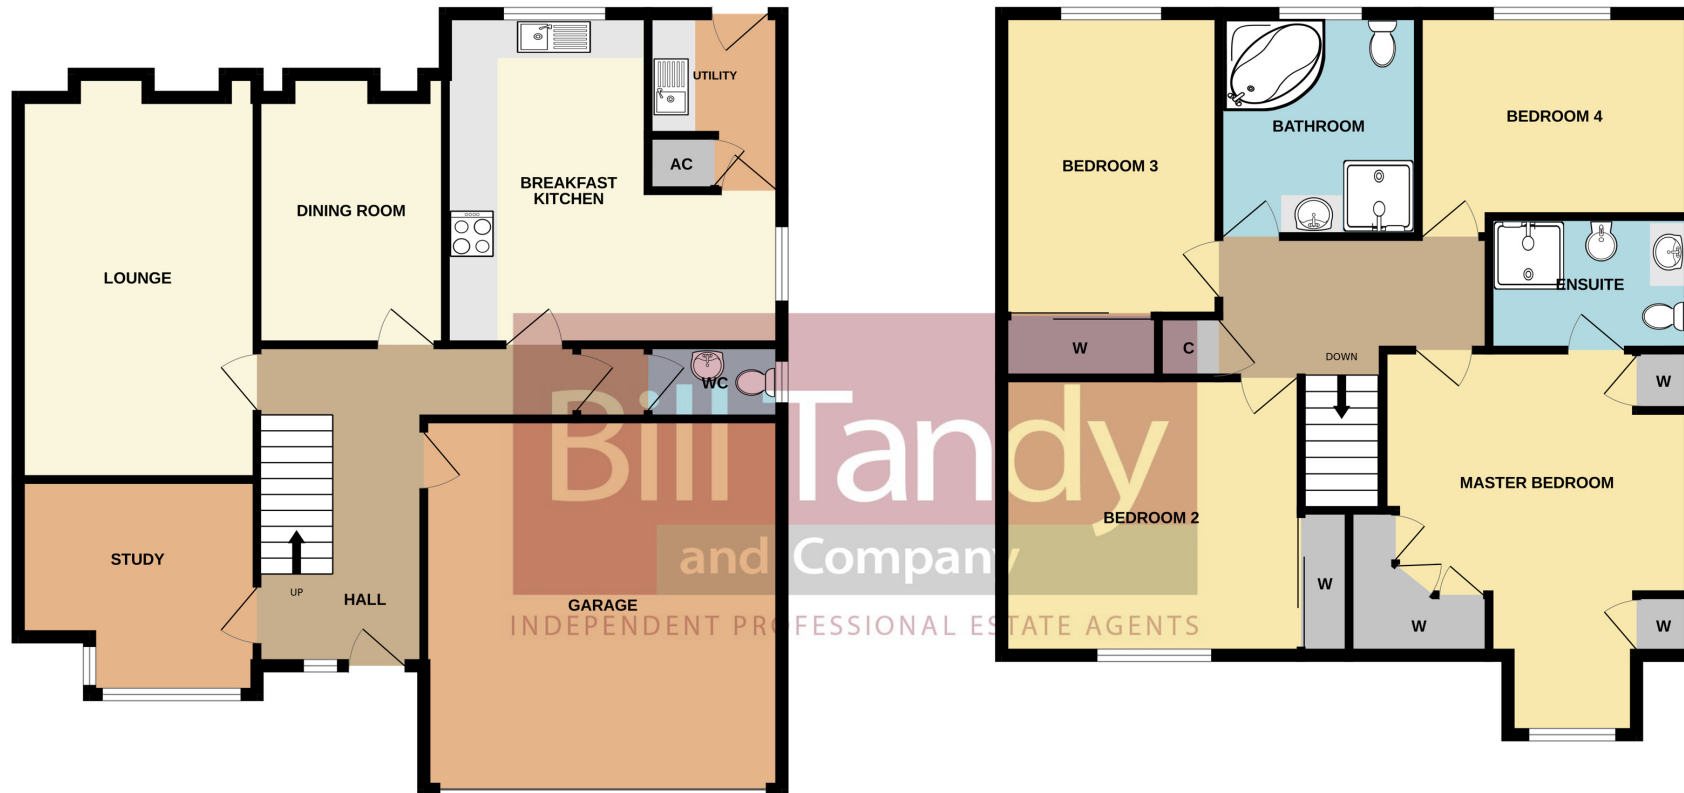 LOUNGE
DINING ROOM
BREAKFAST
KITCHEN
UTILITY
AC
WC
STUDY
UP
HALL
GARAGE
BEDROOM 3
BATHROOM
BEDROOM 4
ENSUITE
W
C
DOWN
W
BEDROOM 2
MASTER BEDROOM
W
W
W
Bill Tandy
and Company
INDEPENDENT PROFESSIONAL ESTATE AGENTS